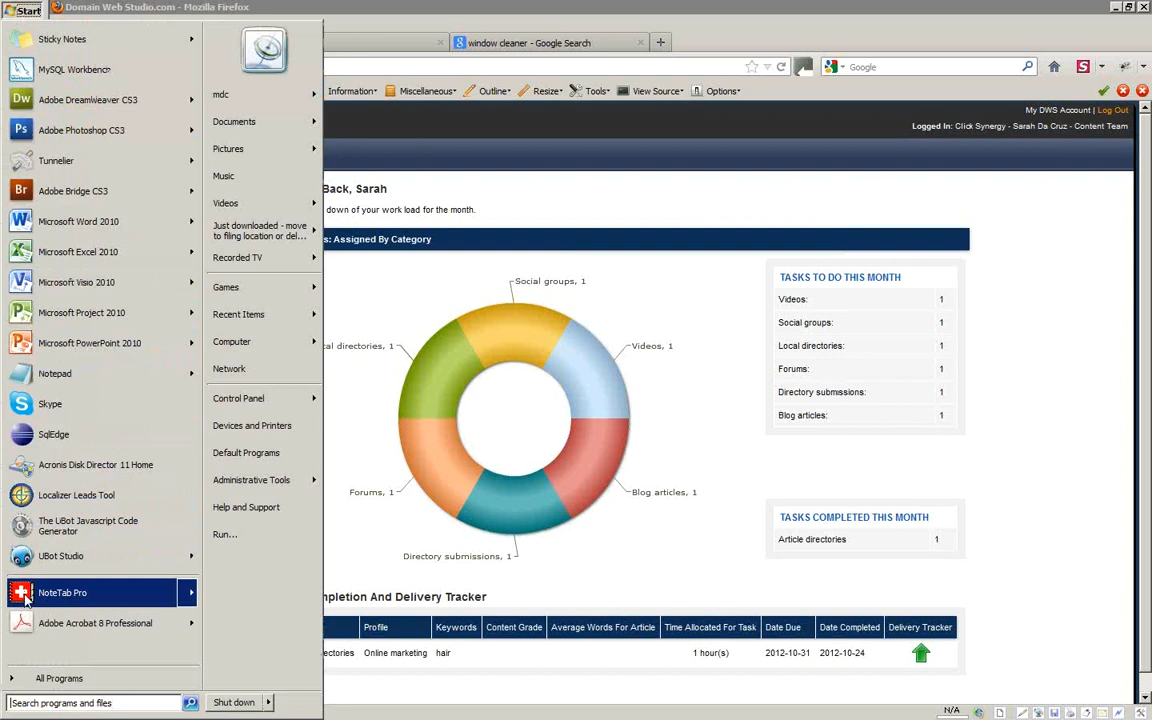 Start
Domain Web Studio.com - Mozilla Firefox
Sticky Notes
MySQL Workbench
Adobe DreamWeaver CS3
Adobe Photoshop CS3
Tunnelier
Adobe Bridge CS3
Microsoft Word 2010
Microsoft Excel 2010
Microsoft Visio 2010
Microsoft Project 2010
Microsoft PowerPoint 2010
Notepad
Skype
SqlEdge
Acronis Disk Director 11 Home
Localizer Leads Tool
The UBot Javascript Code
Generator
UBot Studio
NoteTab Pro
Adobe Acrobat 8 Professional
All Programs
Search programs and files
mdc
Documents
Pictures
Music
Videos
Just downloaded - move
to filing location or del...
Recorded TV
Games
Recent Items
Computer
Network
Control Panel
Devices and Printers
Default Programs
Administrative Tools
Help and Support
Run...
Shut down
window cleaner - Google Search
Google
Information Miscellaneous Outline Resize Tools View Source Options
My DWS Account | Log Out
Logged In: Click Synergy - Sarah Da Cruz - Content Team
Back, Sarah
down of your work load for the month.
s: Assigned By Category
Social groups, 1
al directories, 1
Videos, 1
Forums, 1
Blog articles, 1
Directory submissions, 1
TASKS TO DO THIS MONTH
Videos: 1
Social groups: 1
Local directories: 1
Forums: 1
Directory submissions: 1
Blog articles: 1
TASKS COMPLETED THIS MONTH
Article directories 1
mpletion And Delivery Tracker
Profile Keywords Content Grade Average Words For Article Time Allocated For Task Date Due Date Completed Delivery Tracker
ectories Online marketing hair 1 hour(s) 2012-10-31 2012-10-24
N/A